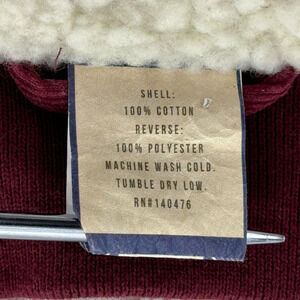 SHELL:
100% COTTON
REVERSE:
100% POLYESTER
MACHINE WASH COLD.
TUMBLE DRY LOW.
RN#140476